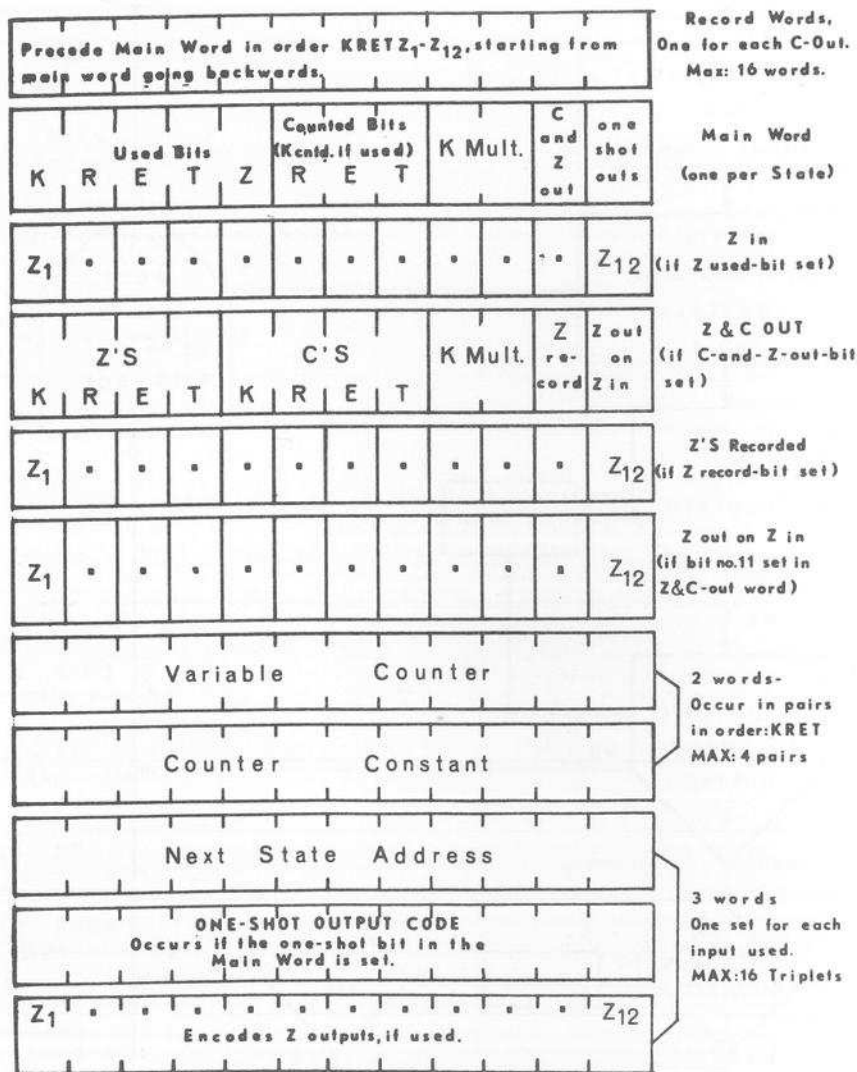 Precede Main Word in order KRETZ₁-Z₁₂, starting from
main word going backwards.
Record Words,
One for each C-Out.
Max: 16 words.
Used Bits
K R E T Z
Counted Bits
(Kcntd. if used)
R E T
K Mult.
C
and
Z
out
one
shot
outs
Main Word
(one per State)
Z₁ . . . . . . . . . . Z₁₂
Z in
(if Z used-bit set)
Z'S
K R E T
C'S
K R E T
K Mult.
Z
re-
cord
Z out
on
Z in
Z & C OUT
(if C-and-Z-out-bit
set)
Z₁ . . . . . . . . . . Z₁₂
Z'S Recorded
(if Z record-bit set)
Z₁ . . . . . . . . . . Z₁₂
Z out on Z in
(if bit no.11 set in
Z&C-out word)
Variable Counter
Counter Constant
2 words-
Occur in pairs
in order:KRET
MAX: 4 pairs
Next State Address
ONE-SHOT OUTPUT CODE
Occurs if the one-shot bit in the
Main Word is set.
Z₁ . . . . . . . . . . Z₁₂
Encodes Z outputs, if used.
3 words
One set for each
input used.
MAX:16 Triplets